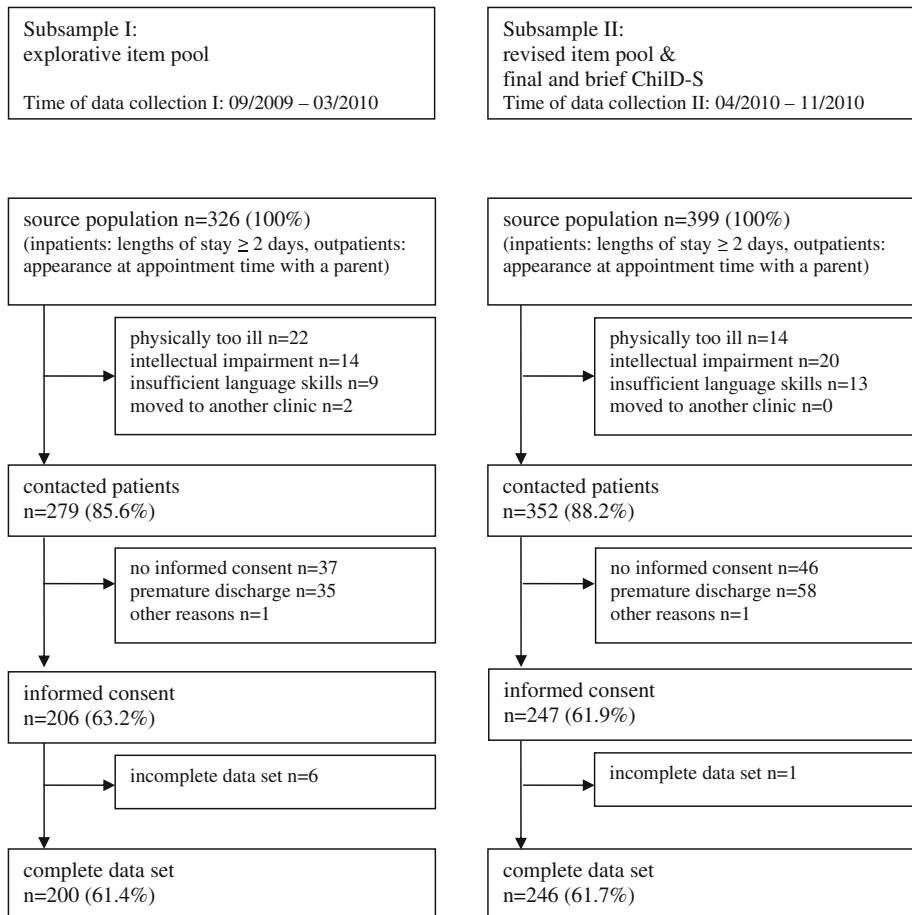 Subsample I:
explorative item pool
Time of data collection I: 09/2009 – 03/2010
source population n=326 (100%)
(inpatients: lengths of stay ≥ 2 days, outpatients:
appearance at appointment time with a parent)
physically too ill n=22
intellectual impairment n=14
insufficient language skills n=9
moved to another clinic n=2
contacted patients
n=279 (85.6%)
no informed consent n=37
premature discharge n=35
other reasons n=1
informed consent
n=206 (63.2%)
incomplete data set n=6
complete data set
n=200 (61.4%)
Subsample II:
revised item pool &
final and brief ChilD-S
Time of data collection II: 04/2010 – 11/2010
source population n=399 (100%)
(inpatients: lengths of stay ≥ 2 days, outpatients:
appearance at appointment time with a parent)
physically too ill n=14
intellectual impairment n=20
insufficient language skills n=13
moved to another clinic n=0
contacted patients
n=352 (88.2%)
no informed consent n=46
premature discharge n=58
other reasons n=1
informed consent
n=247 (61.9%)
incomplete data set n=1
complete data set
n=246 (61.7%)